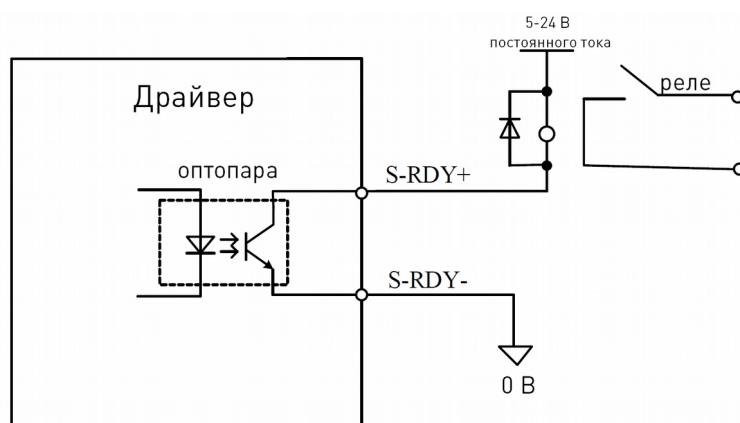 5-24 В
постоянного тока
реле
Драйвер
оптопара
S-RDY+
S-RDY-
0 В